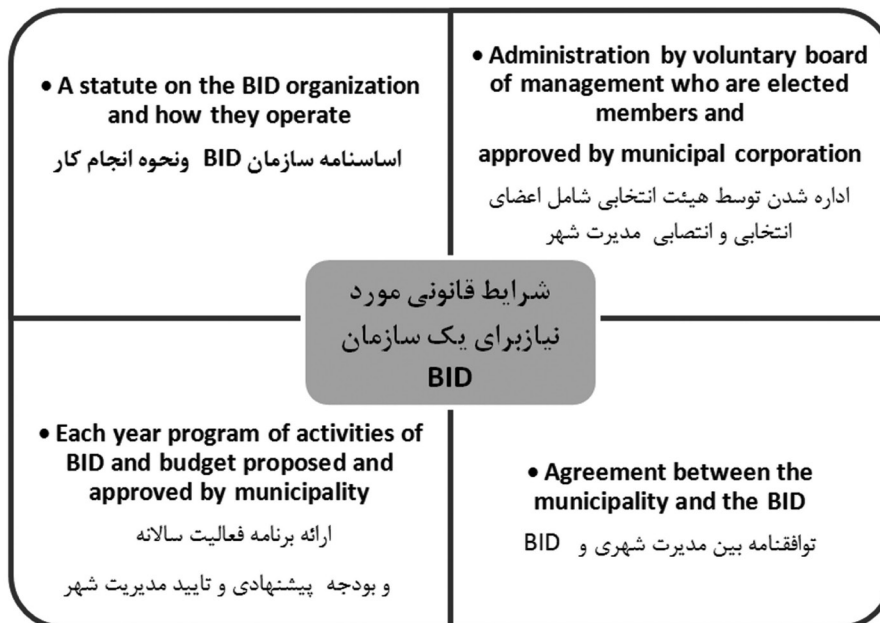 • A statute on the BID organization
and how they operate
اساسنامه سازمان BID ونحوه انجام کار
• Administration by voluntary board
of management who are elected
members and
approved by municipal corporation
اداره شدن توسط هیئت انتخابی شامل اعضای
انتخابی و انتصابی مدیرت شهر
شرایط قانونی مورد
نیازبرای یک سازمان
BID
• Each year program of activities of
BID and budget proposed and
approved by municipality
ارائه برنامه فعالیت سالانه
و بودجه پیشنهادی و تایید مدیریت شهر
• Agreement between the
municipality and the BID
توافقنامه بین مدیرت شهری و BID